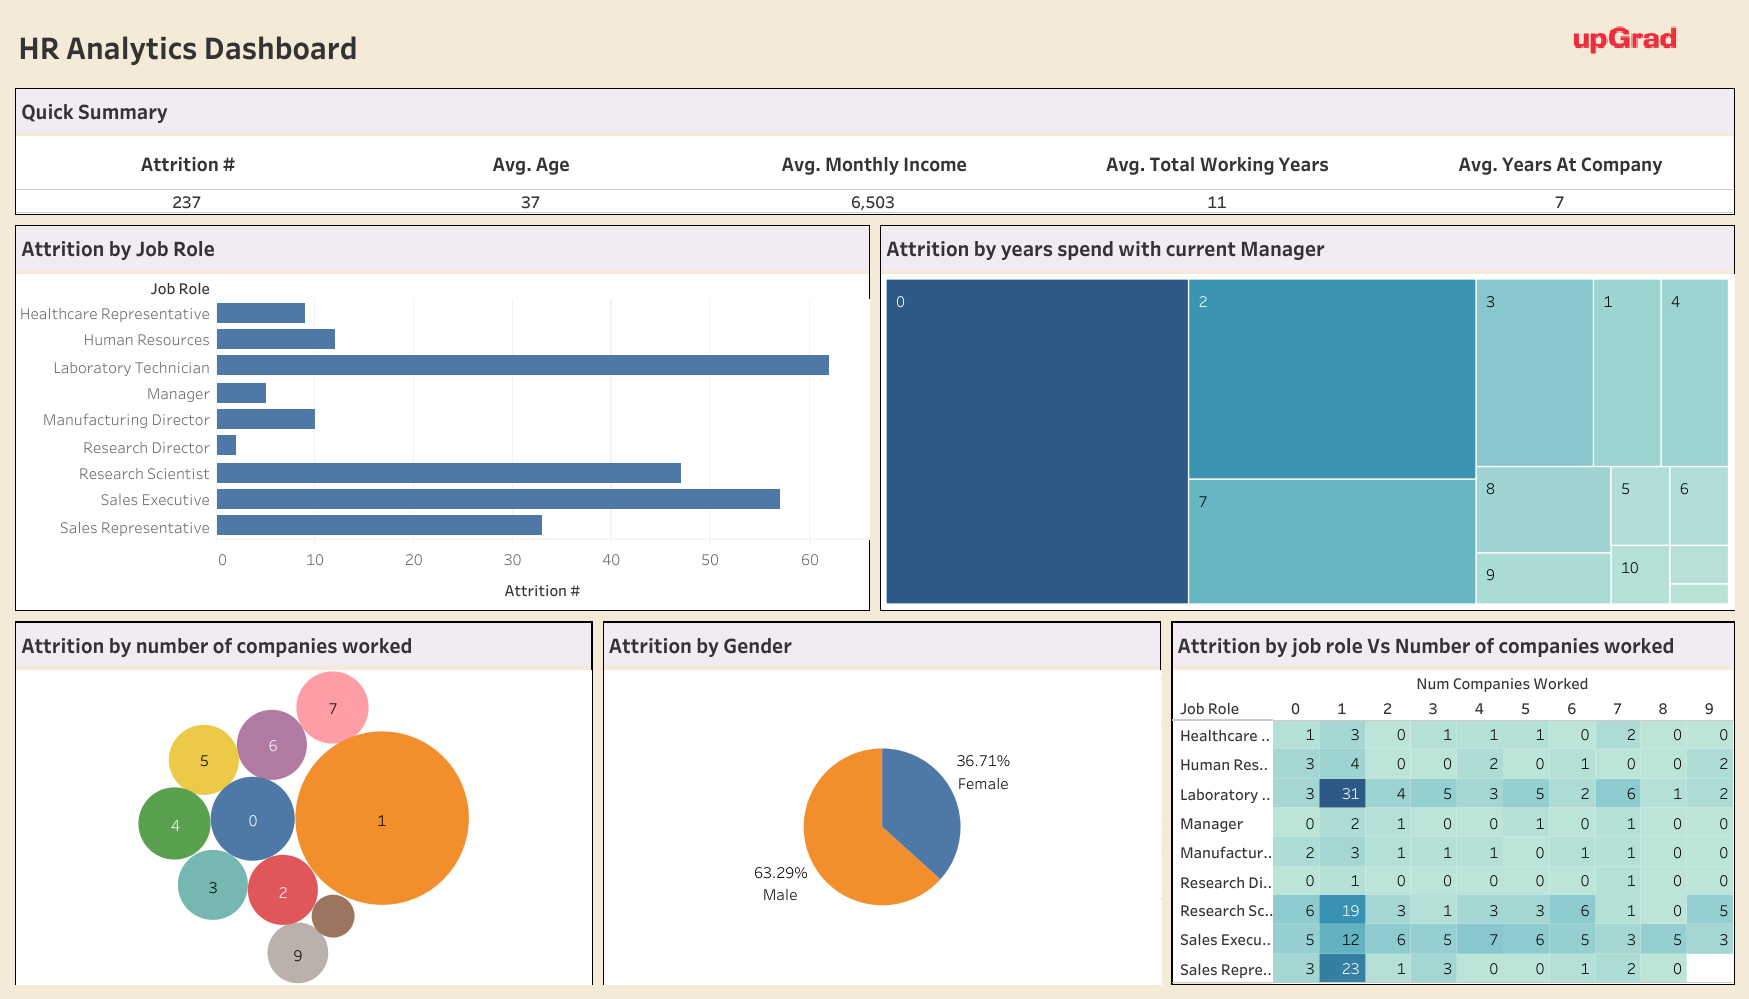 HR Analytics Dashboard
upGrad
Quick Summary
Attrition # Avg. Age Avg. Monthly Income Avg. Total Working Years Avg. Years At Company
237 37 6,503 11 7
Attrition by Job Role
Job Role
Healthcare Representative
Human Resources
Laboratory Technician
Manager
Manufacturing Director
Research Director
Research Scientist
Sales Executive
Sales Representative
0 10 20 30 40 50 60
Attrition #
Attrition by years spend with current Manager
0 2 3 1 4
8 5 6
7
10
9
Attrition by number of companies worked
7
6
5
0 1
4
3
2
9
Attrition by Gender
36.71%
Female
63.29%
Male
Attrition by job role Vs Number of companies worked
Num Companies Worked
Job Role 0 1 2 3 4 5 6 7 8 9
Healthcare .. 1 3 0 1 1 1 0 2 0 0
Human Res.. 3 4 0 0 2 0 1 0 0 2
Laboratory .. 3 31 4 5 3 5 2 6 1 2
Manager 0 2 1 0 0 1 0 1 0 0
Manufactur.. 2 3 1 1 1 0 1 1 0 0
Research Di.. 0 1 0 0 0 0 0 1 0 0
Research Sc.. 6 19 3 1 3 3 6 1 0 5
Sales Execu.. 5 12 6 5 7 6 5 3 5 3
Sales Repre.. 3 23 1 3 0 0 1 2 0